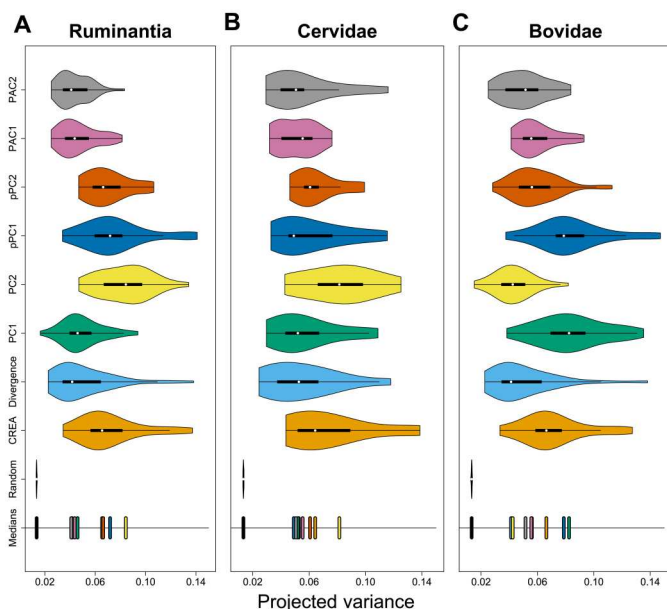 A Ruminantia
B Cervidae
C Bovidae
PAC2
PAC1
pPC2
pPC1
PC2
PC1
Divergence
CREA
Random
Medians
0.02 0.06 0.10 0.14
0.02 0.06 0.10 0.14
0.02 0.06 0.10 0.14
Projected variance